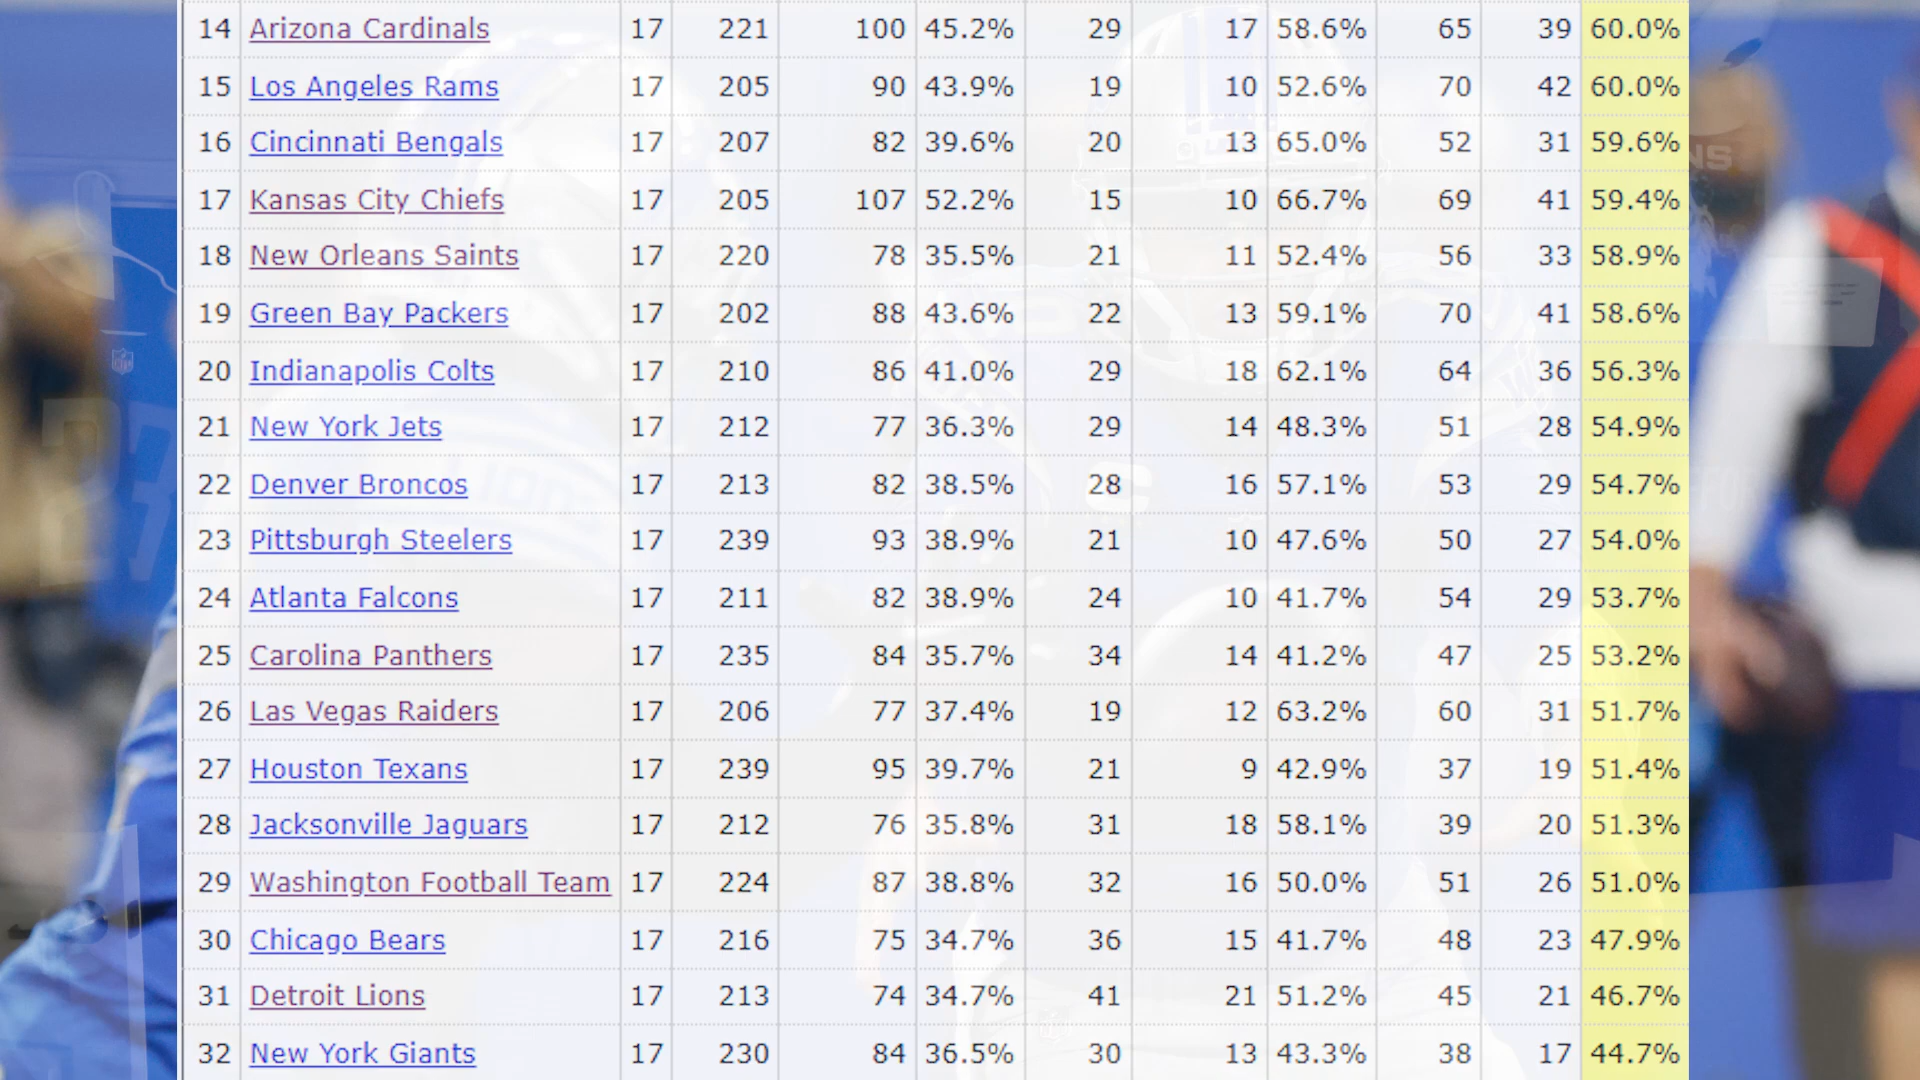 14 Arizona Cardinals 17 221 100 45.2% 29 17 58.6% 65 39 60.0%
15 Los Angeles Rams 17 205 90 43.9% 19 10 52.6% 70 42 60.0%
16 Cincinnati Bengals 17 207 82 39.6% 20 13 65.0% 52 31 59.6%
17 Kansas City Chiefs 17 205 107 52.2% 15 10 66.7% 69 41 59.4%
18 New Orleans Saints 17 220 78 35.5% 21 11 52.4% 56 33 58.9%
19 Green Bay Packers 17 202 88 43.6% 22 13 59.1% 70 41 58.6%
20 Indianapolis Colts 17 210 86 41.0% 29 18 62.1% 64 36 56.3%
21 New York Jets 17 212 77 36.3% 29 14 48.3% 51 28 54.9%
22 Denver Broncos 17 213 82 38.5% 28 16 57.1% 53 29 54.7%
23 Pittsburgh Steelers 17 239 93 38.9% 21 10 47.6% 50 27 54.0%
24 Atlanta Falcons 17 211 82 38.9% 24 10 41.7% 54 29 53.7%
25 Carolina Panthers 17 235 84 35.7% 34 14 41.2% 47 25 53.2%
26 Las Vegas Raiders 17 206 77 37.4% 19 12 63.2% 60 31 51.7%
27 Houston Texans 17 239 95 39.7% 21 9 42.9% 37 19 51.4%
28 Jacksonville Jaguars 17 212 76 35.8% 31 18 58.1% 39 20 51.3%
29 Washington Football Team 17 224 87 38.8% 32 16 50.0% 51 26 51.0%
30 Chicago Bears 17 216 75 34.7% 36 15 41.7% 48 23 47.9%
31 Detroit Lions 17 213 74 34.7% 41 21 51.2% 45 21 46.7%
32 New York Giants 17 230 84 36.5% 30 13 43.3% 38 17 44.7%